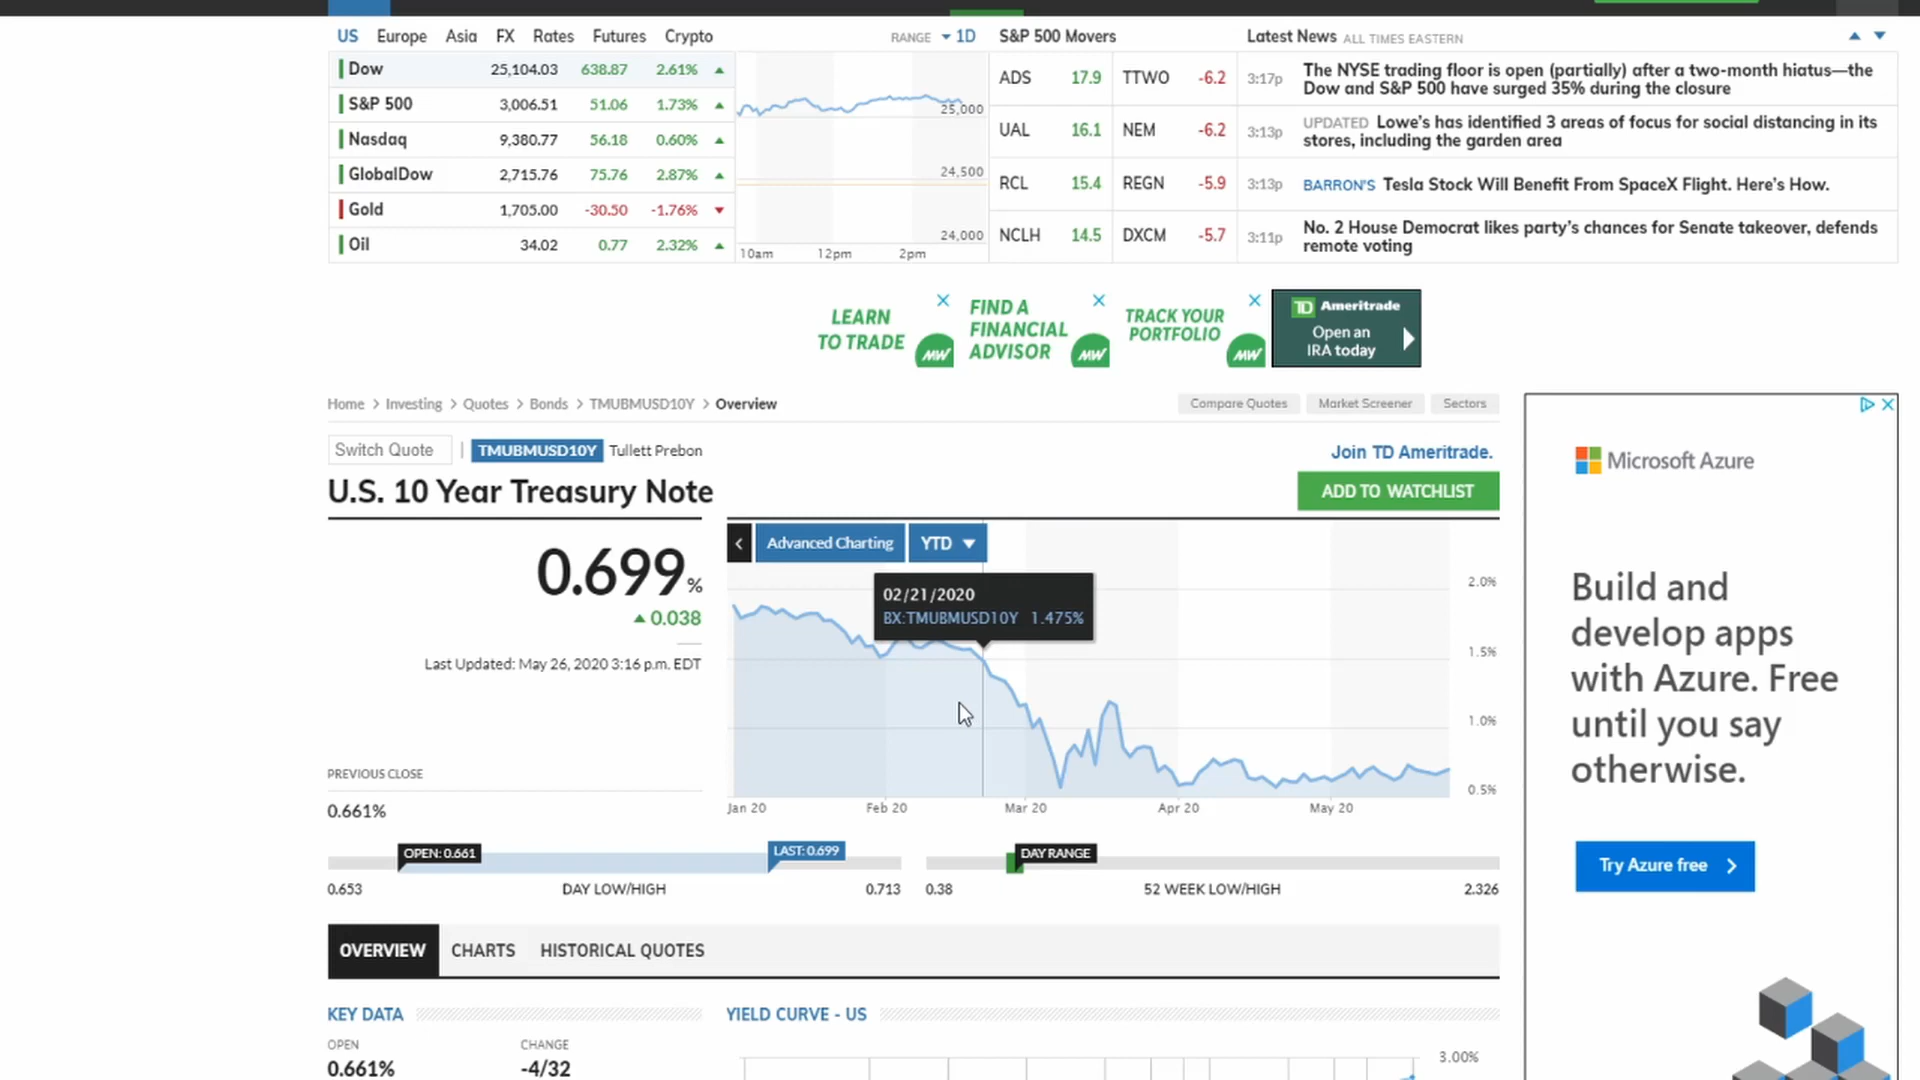 US Europe Asia FX Rates Futures Crypto
RANGE 1D
Dow 25,104.03 638.87 2.61%
S&P 500 3,006.51 51.06 1.73%
Nasdaq 9,380.77 56.18 0.60%
GlobalDow 2,715.76 75.76 2.87%
Gold 1,705.00 -30.50 -1.76%
Oil 34.02 0.77 2.32%
25,000
24,500
24,000
10am 12pm 2pm
S&P 500 Movers
ADS 17.9 TTWO -6.2
UAL 16.1 NEM -6.2
RCL 15.4 REGN -5.9
NCLH 14.5 DXCM -5.7
Latest News ALL TIMES EASTERN
3:17p The NYSE trading floor is open (partially) after a two-month hiatus—the
Dow and S&P 500 have surged 35% during the closure
3:13p UPDATED Lowe's has identified 3 areas of focus for social distancing in its
stores, including the garden area
3:13p BARRON'S Tesla Stock Will Benefit From SpaceX Flight. Here's How.
3:11p No. 2 House Democrat likes party's chances for Senate takeover, defends
remote voting
LEARN
TO TRADE
MW
FIND A
FINANCIAL
ADVISOR
MW
TRACK YOUR
PORTFOLIO
MW
TD Ameritrade
Open an
IRA today
Home > Investing > Quotes > Bonds > TMUBMUSD10Y > Overview
Compare Quotes Market Screener Sectors
Switch Quote | TMUBMUSD10Y Tullett Prebon
Join TD Ameritrade.
U.S. 10 Year Treasury Note
ADD TO WATCHLIST
0.699%
0.038
Last Updated: May 26, 2020 3:16 p.m. EDT
PREVIOUS CLOSE
0.661%
Advanced Charting YTD
02/21/2020
BX:TMUBMUSD10Y 1.475%
2.0%
1.5%
1.0%
0.5%
Jan 20 Feb 20 Mar 20 Apr 20 May 20
OPEN: 0.661 LAST: 0.699
0.653 DAY LOW/HIGH 0.713
DAY RANGE
0.38 52 WEEK LOW/HIGH 2.326
OVERVIEW CHARTS HISTORICAL QUOTES
KEY DATA
OPEN CHANGE
0.661% -4/32
YIELD CURVE - US
3.00%
Microsoft Azure
Build and
develop apps
with Azure. Free
until you say
otherwise.
Try Azure free